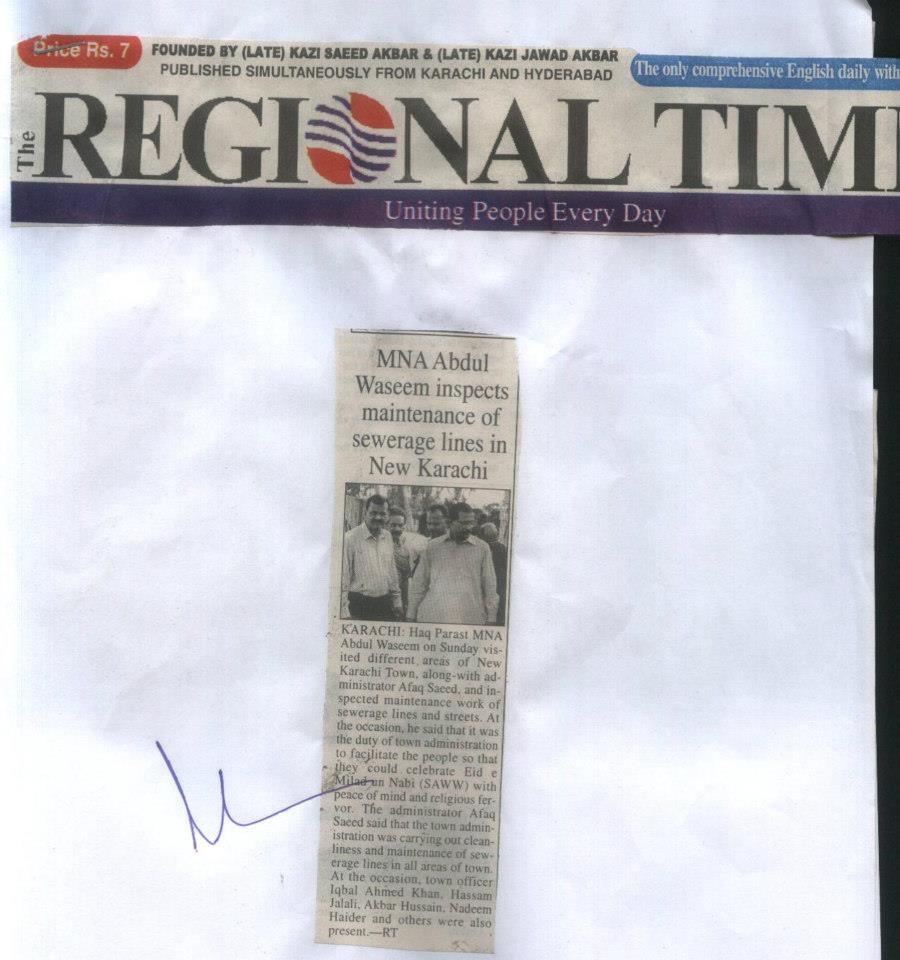 Price Rs. 7
FOUNDED BY (LATE) KAZI SAEED AKBAR & (LATE) KAZI JAWAD AKBAR
PUBLISHED SIMULTANEOUSLY FROM KARACHI AND HYDERABAD
The only comprehensive English daily with
The REGIONAL TIM
Uniting People Every Day
MNA Abdul
Waseem inspects
maintenance of
sewerage lines in
New Karachi
KARACHI: Haq Parast MNA
Abdul Waseem on Sunday vis-
ited different areas of New
Karachi Town, along-with ad-
ministrator Afaq Saeed, and in-
spected maintenance work of
sewerage lines and streets. At
the occasion, he said that it was
the duty of town administration
to facilitate the people so that
they could celebrate Eid e
Milad un Nabi (SAWW) with
peace of mind and religious fer-
vor. The administrator Afaq
Saeed said that the town admin-
istration was carrying out clean-
liness and maintenance of sew-
erage lines in all areas of town.
At the occasion, town officer
Iqbal Ahmed Khan, Hassam
Jalali, Akbar Hussain, Nadeem
Haider and others were also
present.—RT